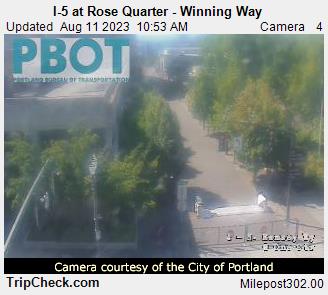 I-5 at Rose Quarter - Winning Way
Updated Aug 11 2023 10:53 AM Camera 4
PBOT
PORTLAND BUREAU OF TRANSPORTATION
Camera courtesy of the City of Portland
TripCheck.com Milepost302.00